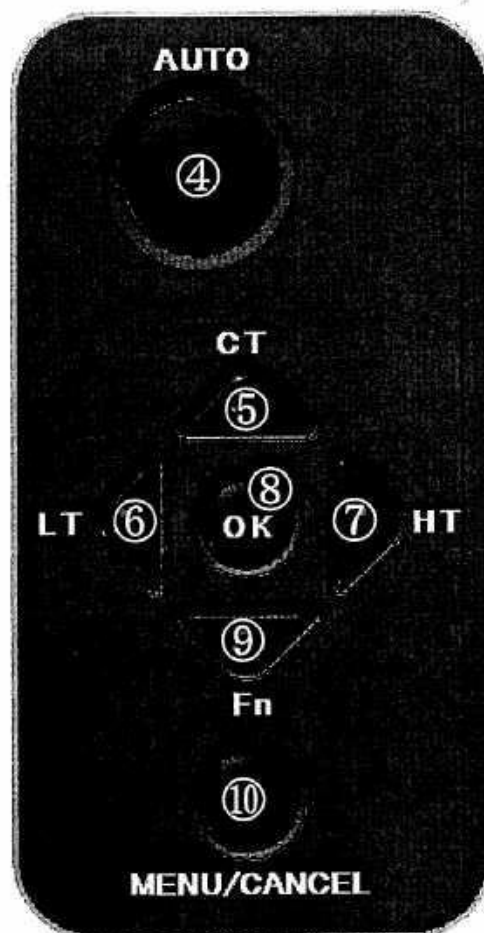 AUTO
④
CT
⑤
LT ⑥ ⑧ ⑦ HT
OK
⑨
Fn
⑩
MENU/CANCEL